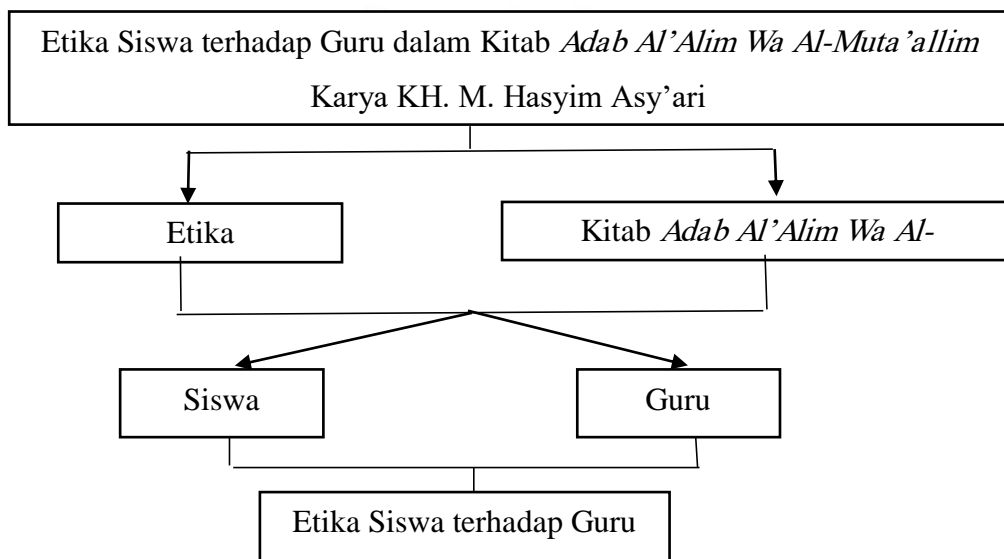 Etika Siswa terhadap Guru dalam Kitab Adab Al’Alim Wa Al-Muta’allim
Karya KH. M. Hasyim Asy’ari
Etika
Kitab Adab Al’Alim Wa Al-
Siswa
Guru
Etika Siswa terhadap Guru